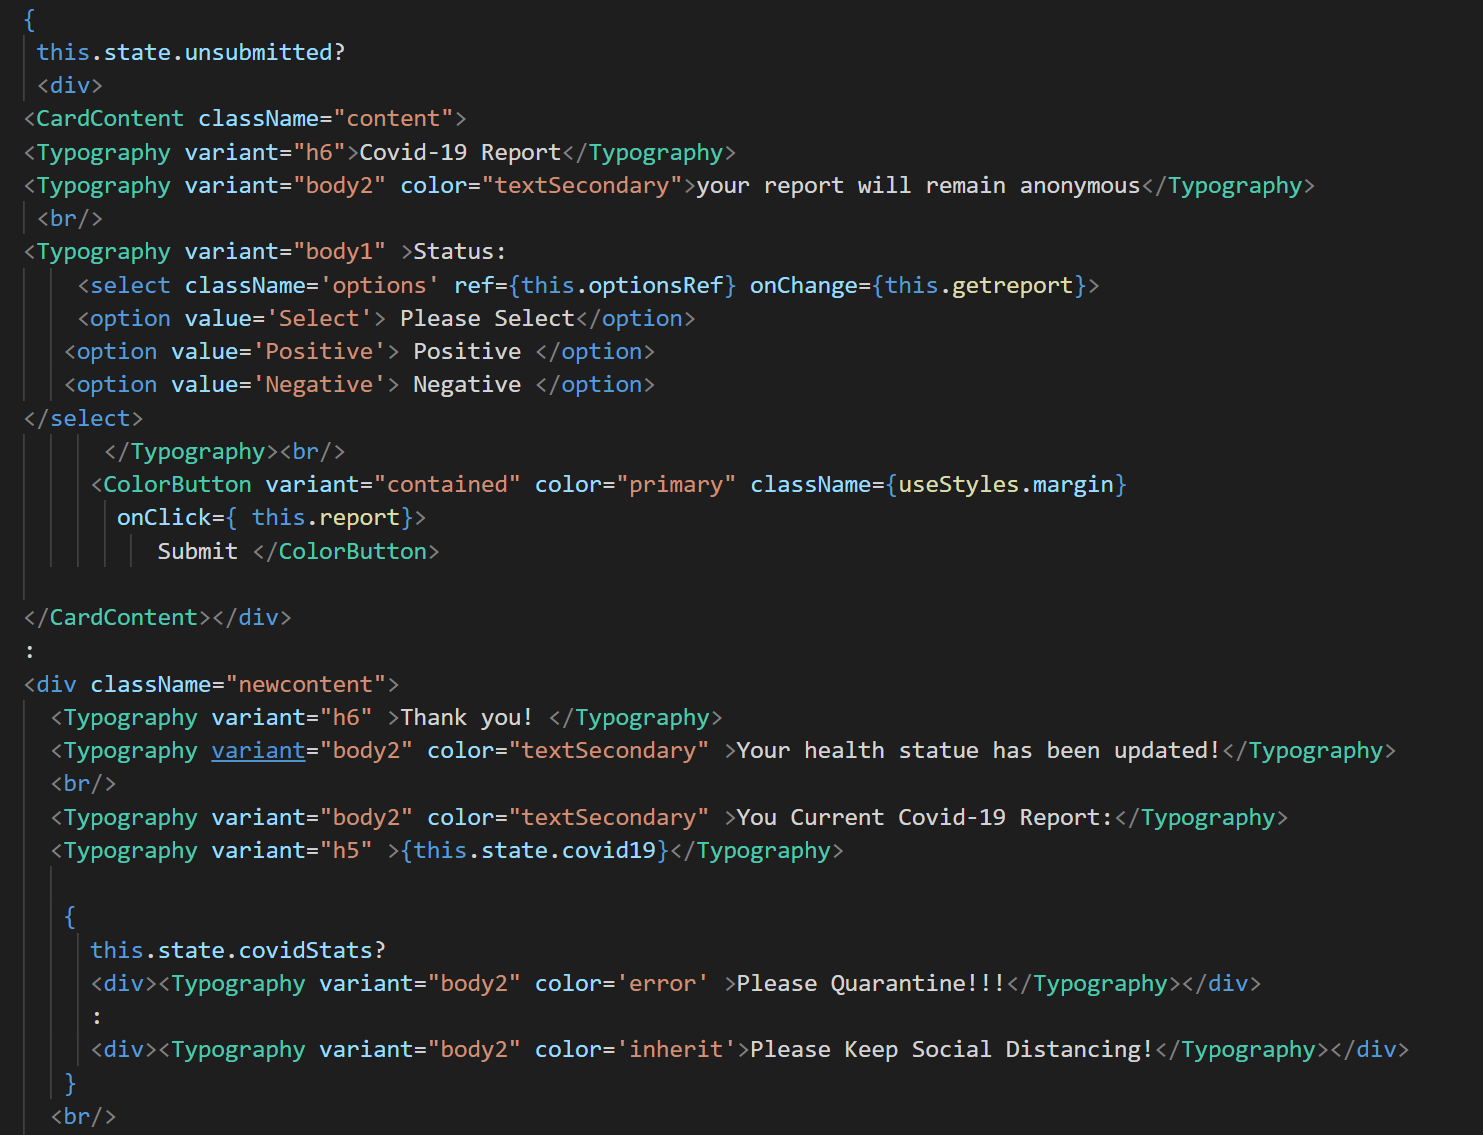 {
this.state.unsubmitted?
<div>
<CardContent className="content">
<Typography variant="h6">Covid-19 Report</Typography>
<Typography variant="body2" color="textSecondary">your report will remain anonymous</Typography>
<br/>
<Typography variant="body1" >Status:
<select className='options' ref={this.optionsRef} onChange={this.getreport}>
<option value='Select'> Please Select</option>
<option value='Positive'> Positive </option>
<option value='Negative'> Negative </option>
</select>
</Typography><br/>
<ColorButton variant="contained" color="primary" className={useStyles.margin}
onClick={ this.report}>
Submit </ColorButton>
</CardContent></div>
:
<div className="newcontent">
<Typography variant="h6" >Thank you! </Typography>
<Typography variant="body2" color="textSecondary" >Your health statue has been updated!</Typography>
<br/>
<Typography variant="body2" color="textSecondary" >You Current Covid-19 Report:</Typography>
<Typography variant="h5" >{this.state.covid19}</Typography>
{
this.state.covidStats?
<div><Typography variant="body2" color='error' >Please Quarantine!!!</Typography></div>
:
<div><Typography variant="body2" color='inherit'>Please Keep Social Distancing!</Typography></div>
}
<br/>